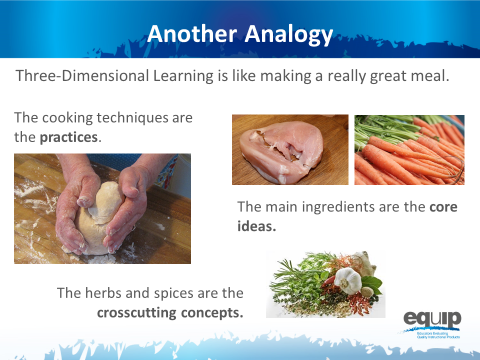 Another Analogy
Three-Dimensional Learning is like making a really great meal.
The cooking techniques are
the practices.
The main ingredients are the core
ideas.
The herbs and spices are the
crosscutting concepts.
equip
Educators Evaluating
Quality Instructional Products